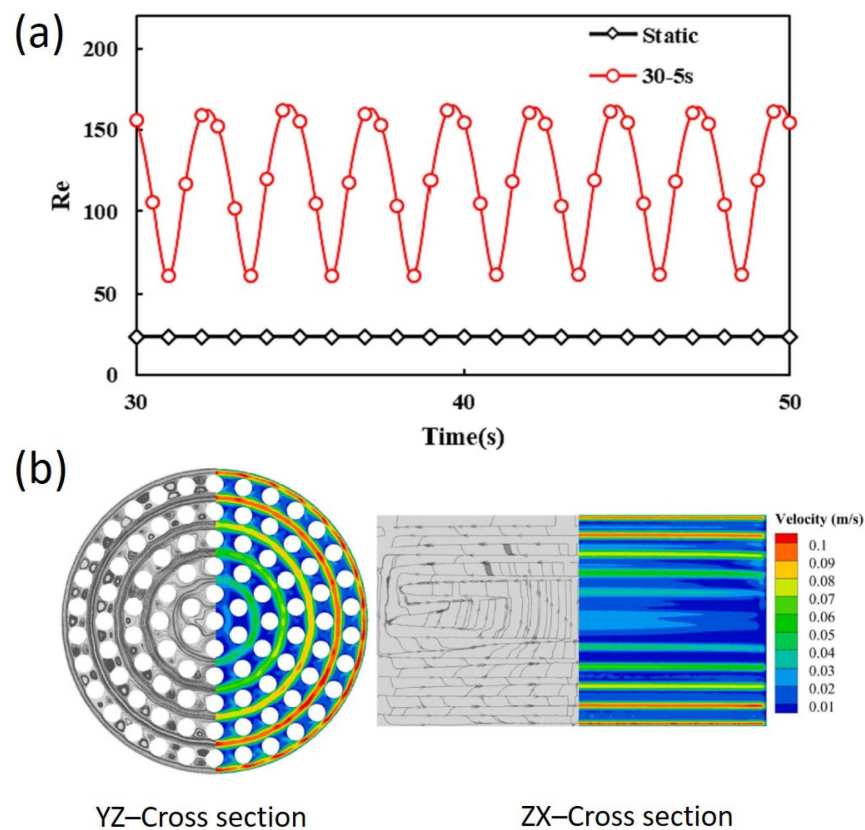 (a)
200
150
100
50
0
Re
Static
30-5s
30
40
50
Time(s)
(b)
Velocity (m/s)
0.1
0.09
0.08
0.07
0.06
0.05
0.04
0.03
0.02
0.01
YZ–Cross section
ZX–Cross section